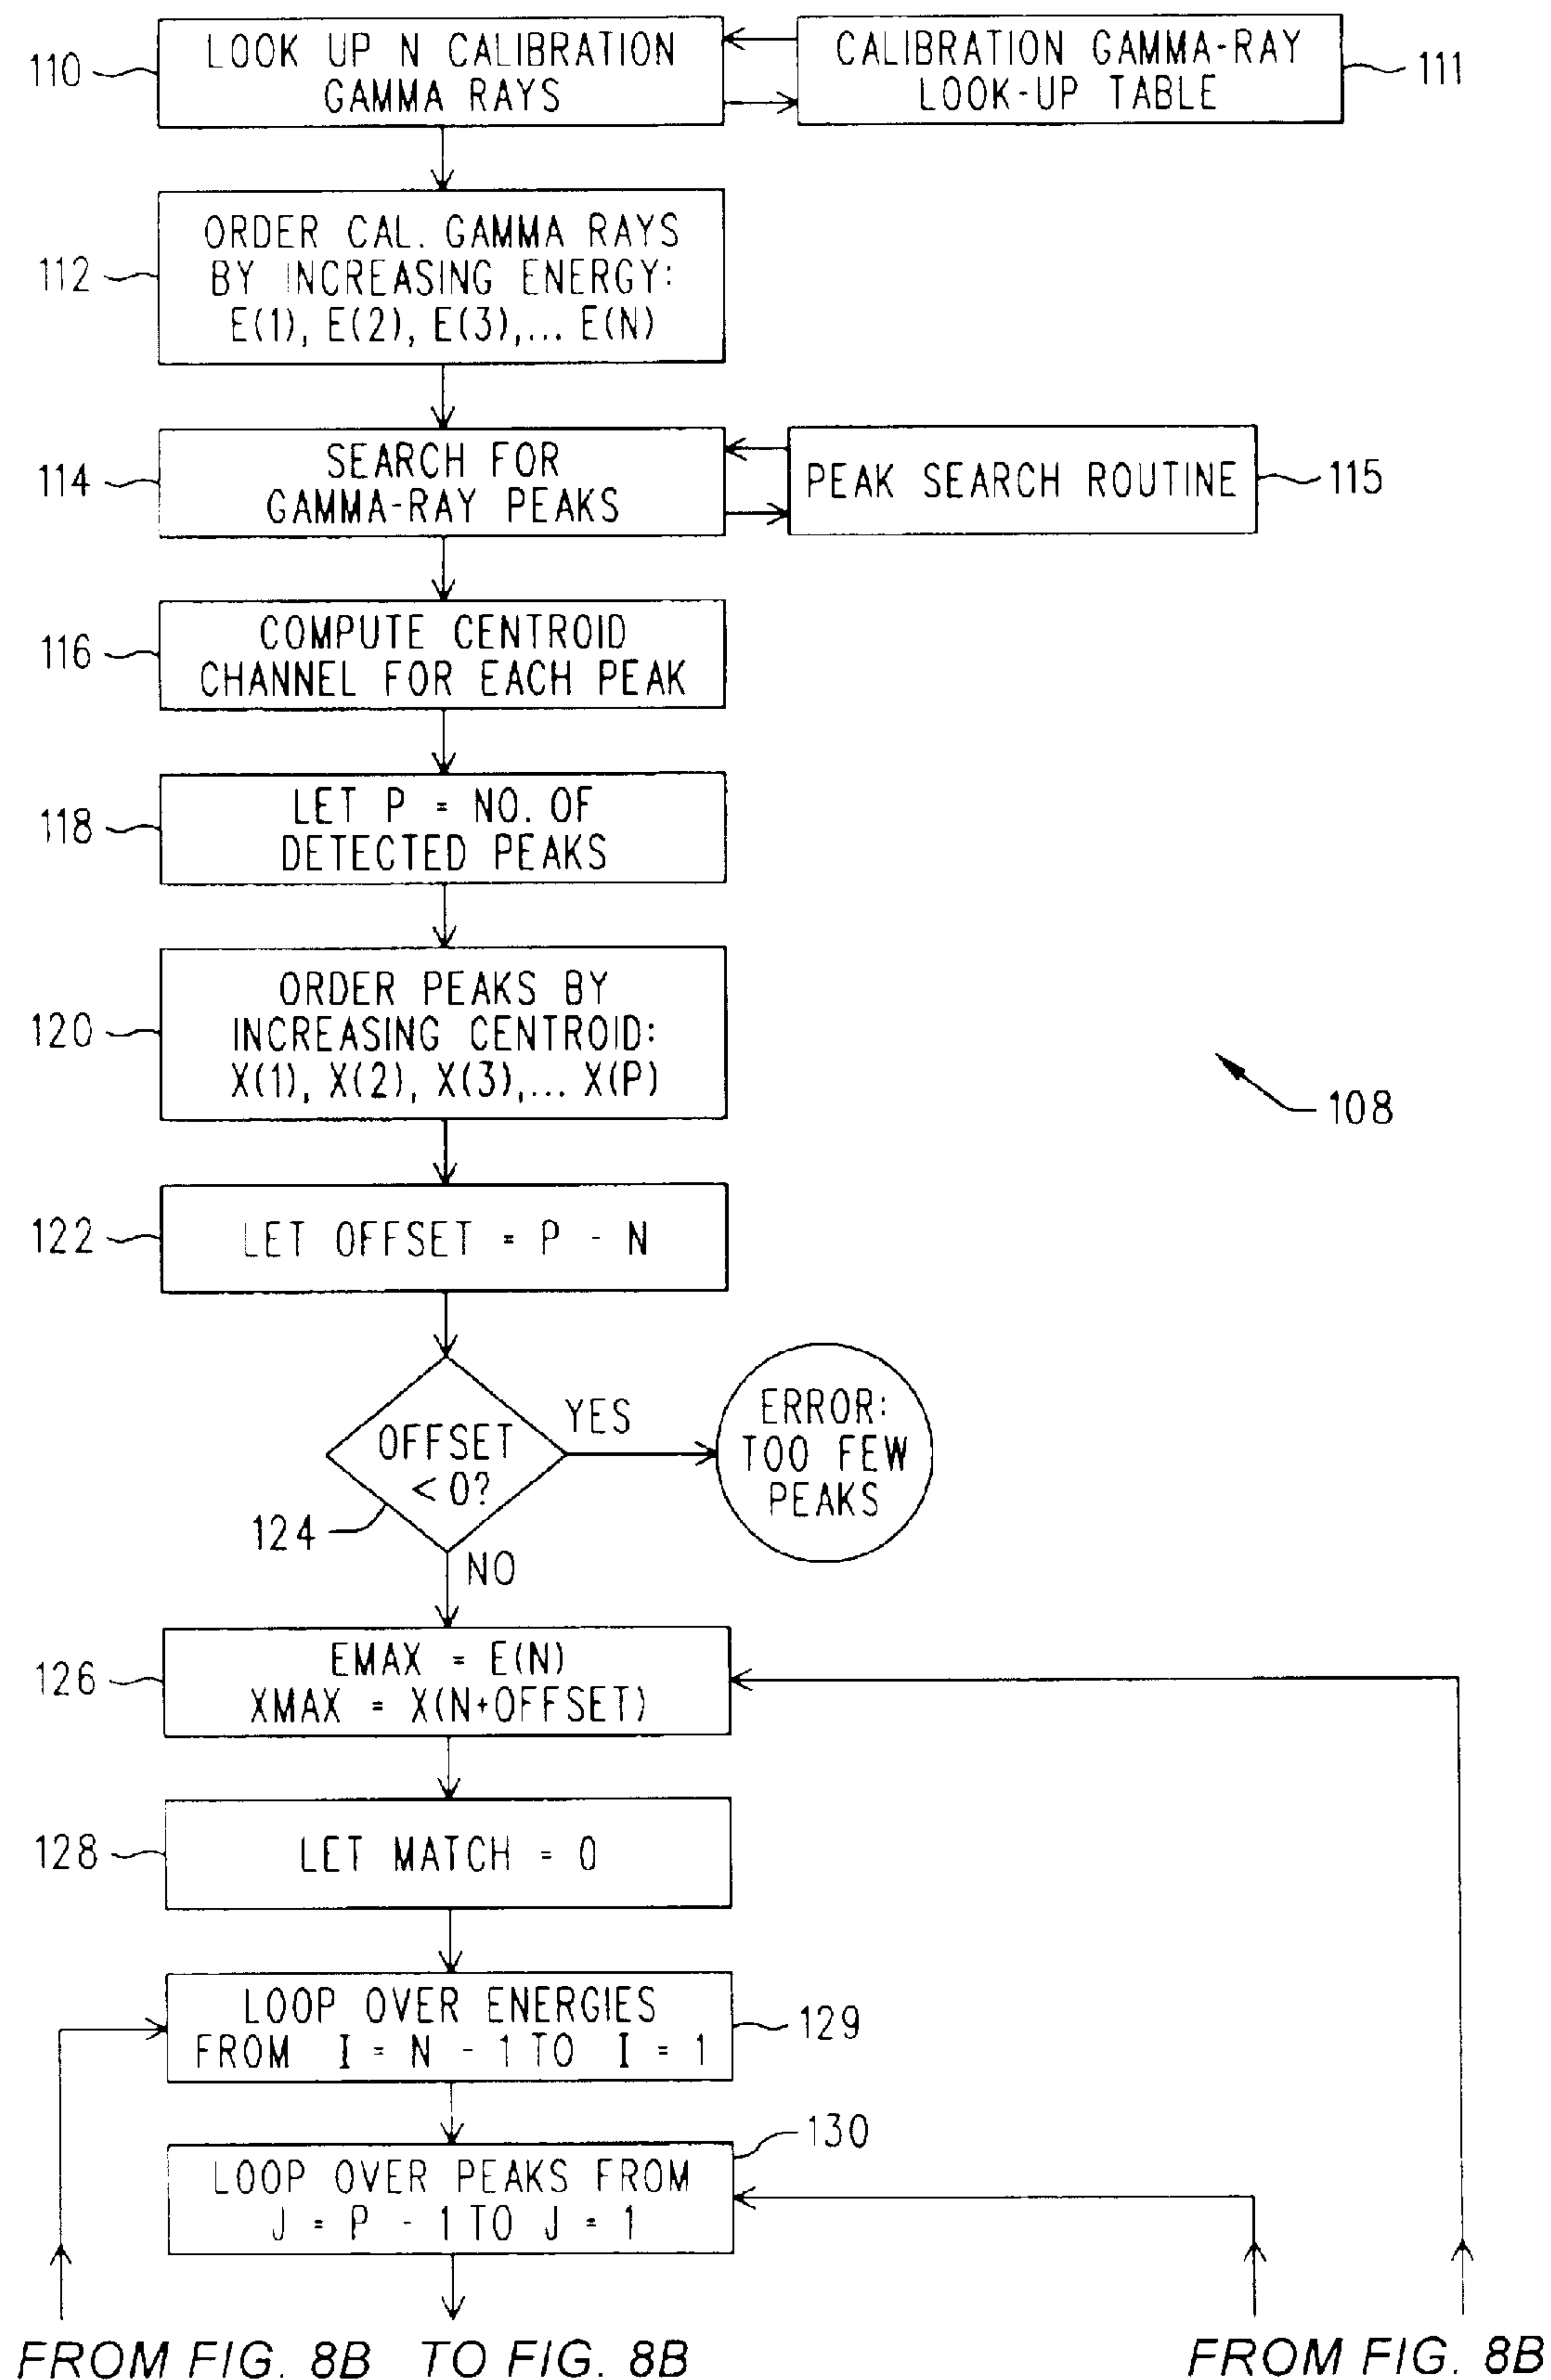 110
LOOK UP N CALIBRATION
GAMMA RAYS
CALIBRATION GAMMA-RAY
LOOK-UP TABLE
111
112
ORDER CAL. GAMMA RAYS
BY INCREASING ENERGY:
E(1), E(2), E(3),... E(N)
114
SEARCH FOR
GAMMA-RAY PEAKS
PEAK SEARCH ROUTINE
115
116
COMPUTE CENTROID
CHANNEL FOR EACH PEAK
118
LET P = NO. OF
DETECTED PEAKS
120
ORDER PEAKS BY
INCREASING CENTROID:
X(1), X(2), X(3),... X(P)
108
122
LET OFFSET = P - N
124
OFFSET
< 0?
YES
ERROR:
TOO FEW
PEAKS
NO
126
EMAX = E(N)
XMAX = X(N+OFFSET)
128
LET MATCH = 0
LOOP OVER ENERGIES
FROM I = N - 1 TO I = 1
129
130
LOOP OVER PEAKS FROM
J = P - 1 TO J = 1
FROM FIG. 8B
TO FIG. 8B
FROM FIG. 8B